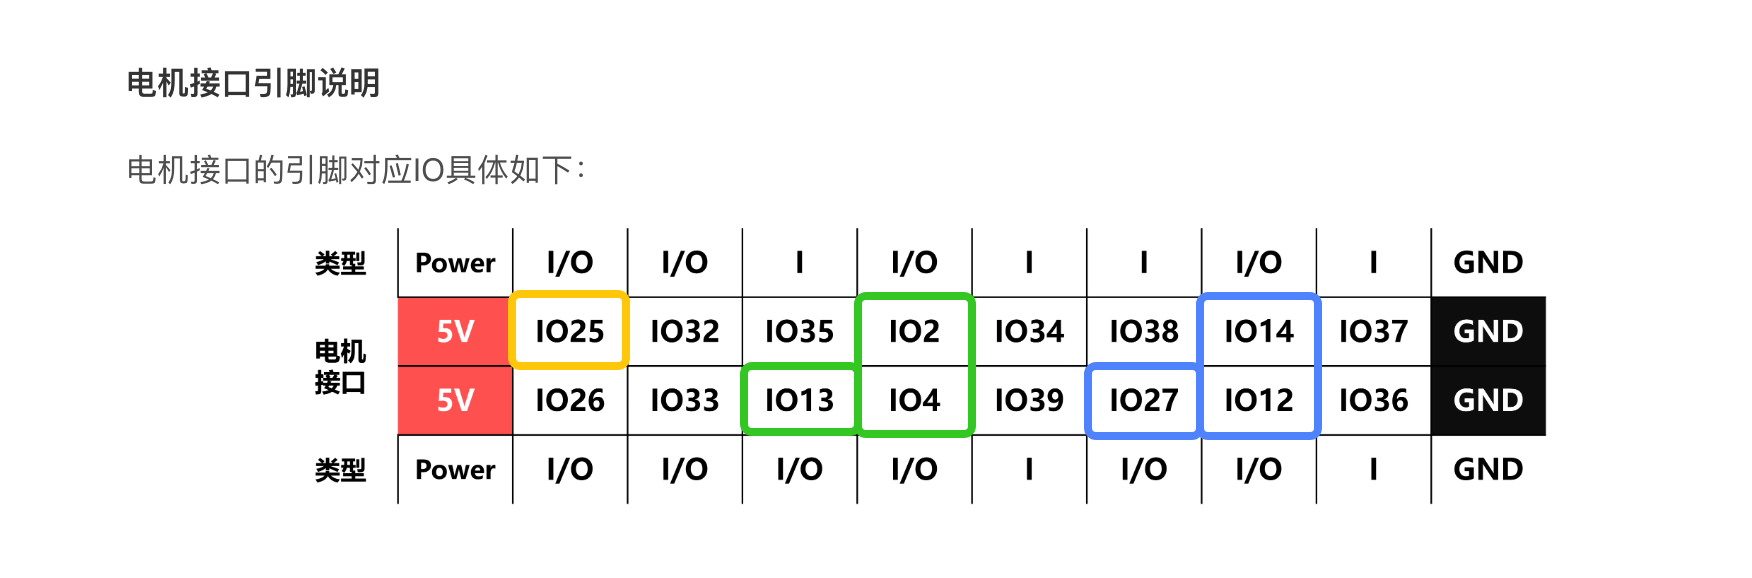 电机接口引脚说明
电机接口的引脚对应IO具体如下：
类型 Power I/O I/O I I/O I I I/O I GND
电机接口 5V IO25 IO32 IO35 IO2 IO34 IO38 IO14 IO37 GND
5V IO26 IO33 IO13 IO4 IO39 IO27 IO12 IO36 GND
类型 Power I/O I/O I/O I/O I I/O I/O I GND